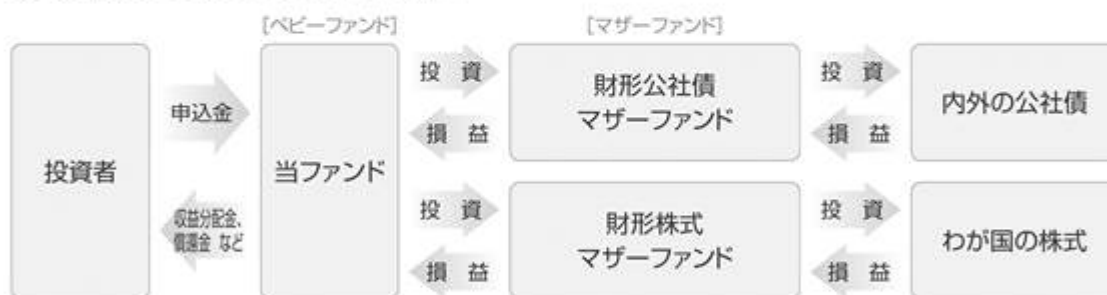 [ベビーファンド]
[マザーファンド]
投資者
申込金
収益分配金、
償還金 など
当ファンド
投 資
損 益
財形公社債
マザーファンド
投 資
損 益
内外の公社債
投 資
損 益
財形株式
マザーファンド
投 資
損 益
わが国の株式